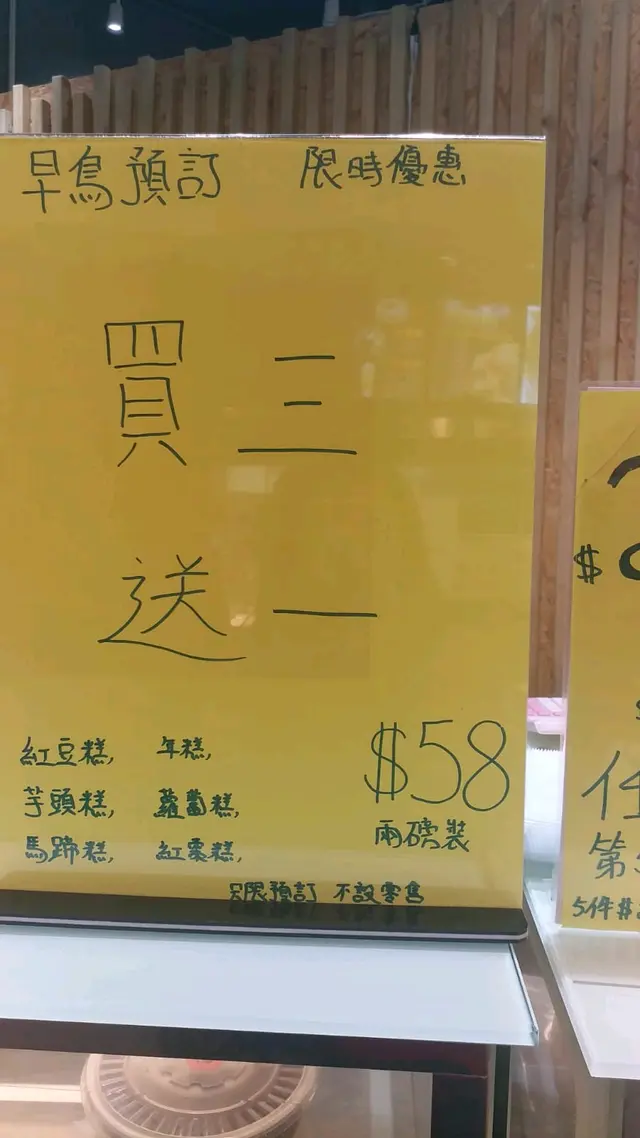 早鳥預訂 限時優惠
買三
送一
紅豆糕, 年糕,
芋頭糕, 蘿蔔糕,
馬蹄糕, 紅棗糕,
$58
兩磅裝
只限預訂 不設零售
$
任
第
5件$